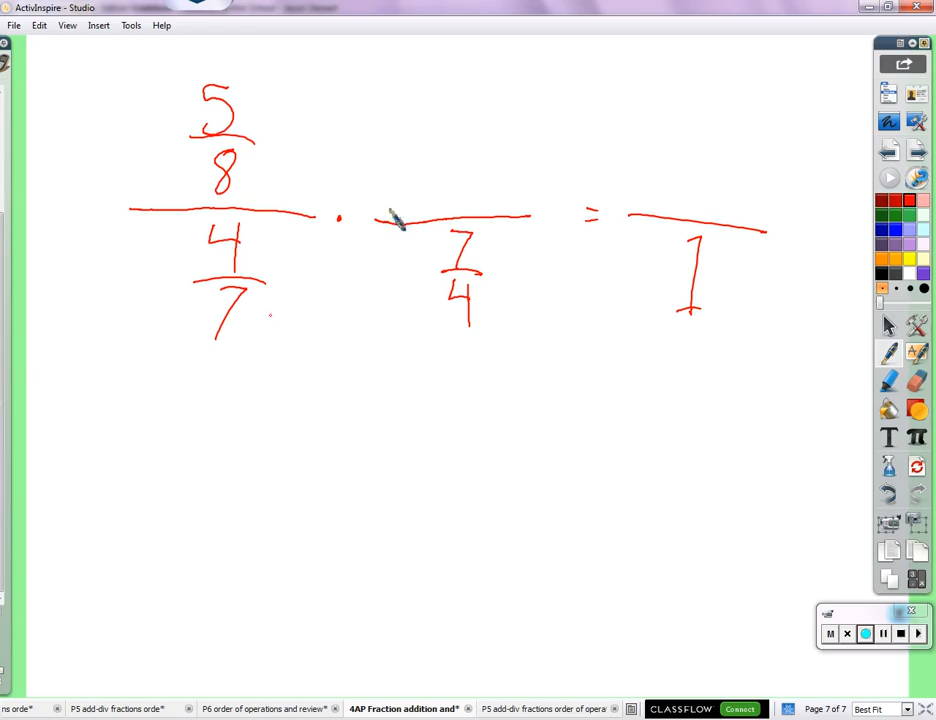 ActivInspire - Studio
File Edit View Insert Tools Help
5
8
4
7
·
7
4
=
1
M
ns orde*
P5 add-div fractions orde*
P6 order of operations and review*
4AP Fraction addition and*
P5 add-div fractions order of opera
CLASSFLOW Connect
Page 7 of 7
Best Fit